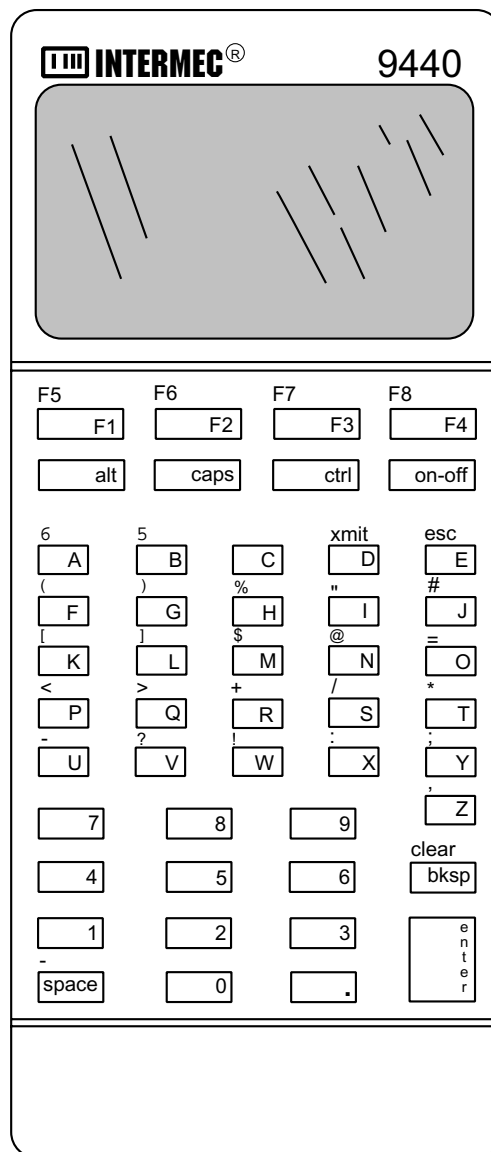 INTERMEC® 9440
F5 F6 F7 F8
F1 F2 F3 F4
alt caps ctrl on-off
6 5 xmit esc
A B C D E
( ) % " #
F G H I J
[ ] $ @ =
K L M N O
< > + / *
P Q R S T
- ? ! : ;
U V W X Y
,
Z
7 8 9
clear
4 5 6 bksp
1 2 3 enter
-
space 0 .